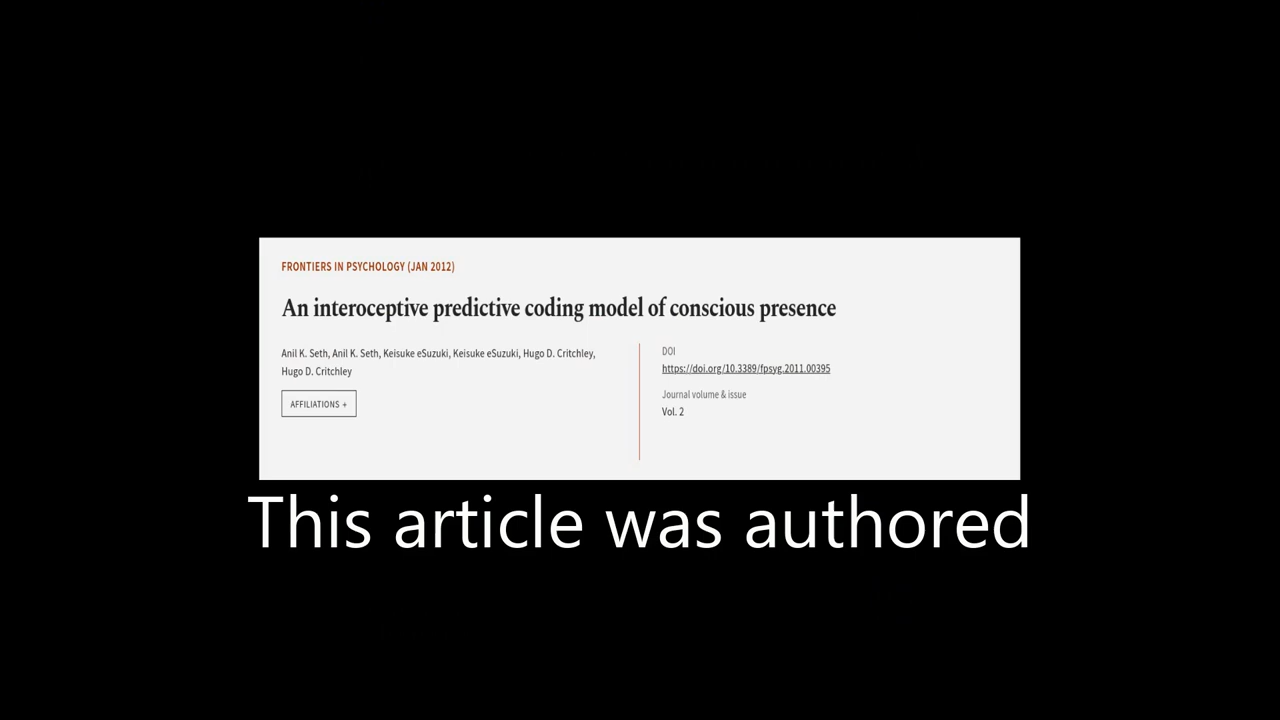 FRONTIERS IN PSYCHOLOGY (JAN 2012)
An interoceptive predictive coding model of conscious presence
Anil K. Seth, Anil K. Seth, Keisuke eSuzuki, Keisuke eSuzuki, Hugo D. Critchley,
Hugo D. Critchley
AFFILIATIONS +
DOI
https://doi.org/10.3389/fpsyg.2011.00395
Journal volume & issue
Vol. 2
This article was authored